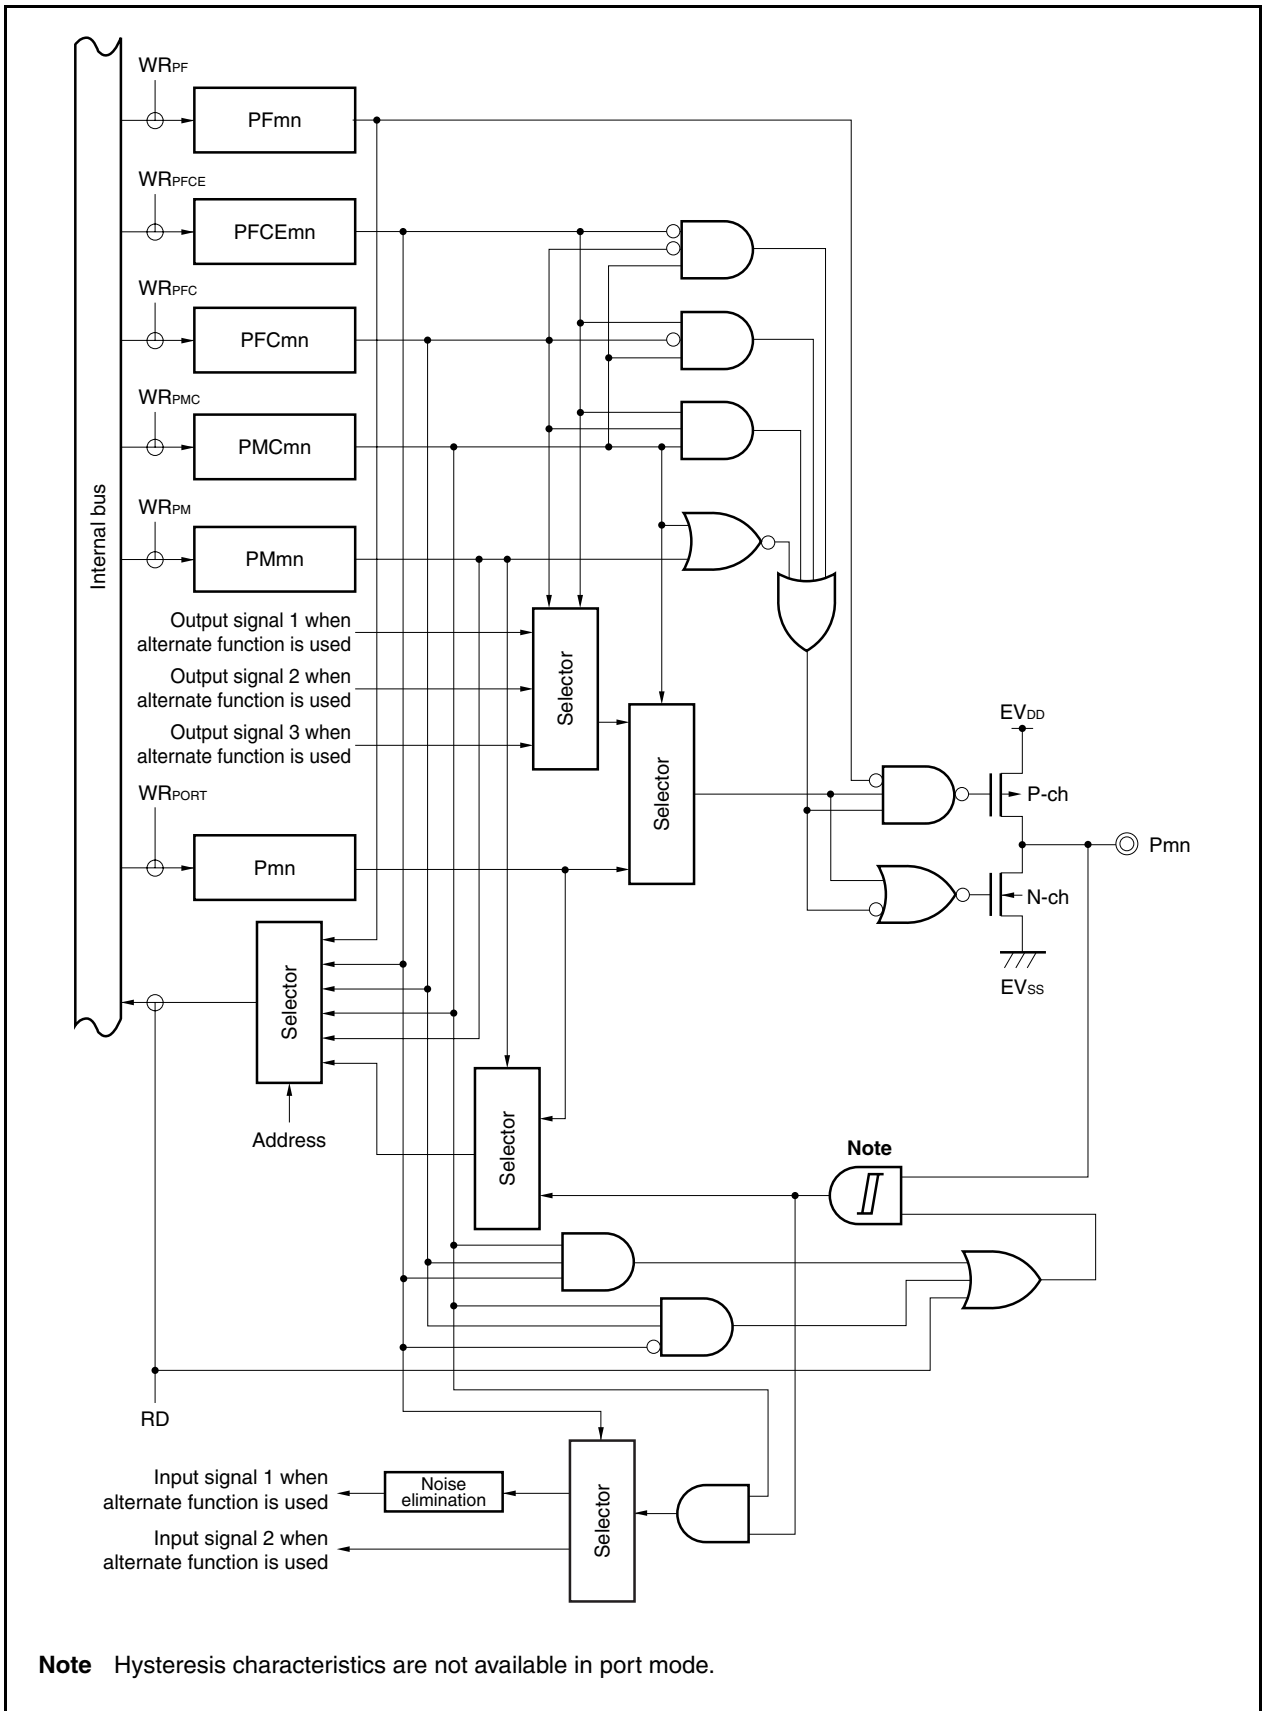 WRPF
PFmn
WRPFCE
PFCEmn
WRPFC
PFCmn
WRPMC
PMCmn
Internal bus
WRPM
PMmn
Output signal 1 when
alternate function is used
Output signal 2 when
alternate function is used
Output signal 3 when
alternate function is used
Selector
Selector
WRPORT
Pmn
EVDD
P-ch
Pmn
N-ch
EVSS
Selector
Address
Selector
Note
RD
Input signal 1 when
alternate function is used
Noise
elimination
Selector
Input signal 2 when
alternate function is used
Note Hysteresis characteristics are not available in port mode.